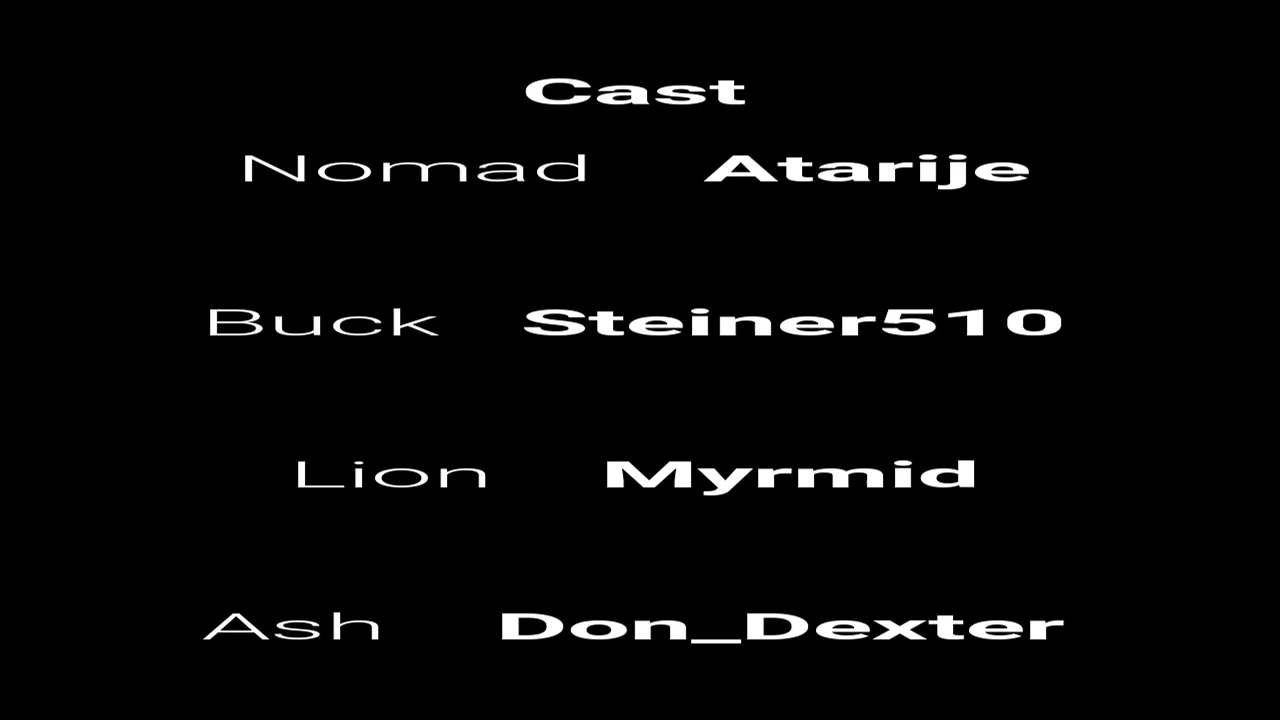 Cast
Nomad Atarije
Buck Steiner510
Lion Myrmid
Ash Don_Dexter